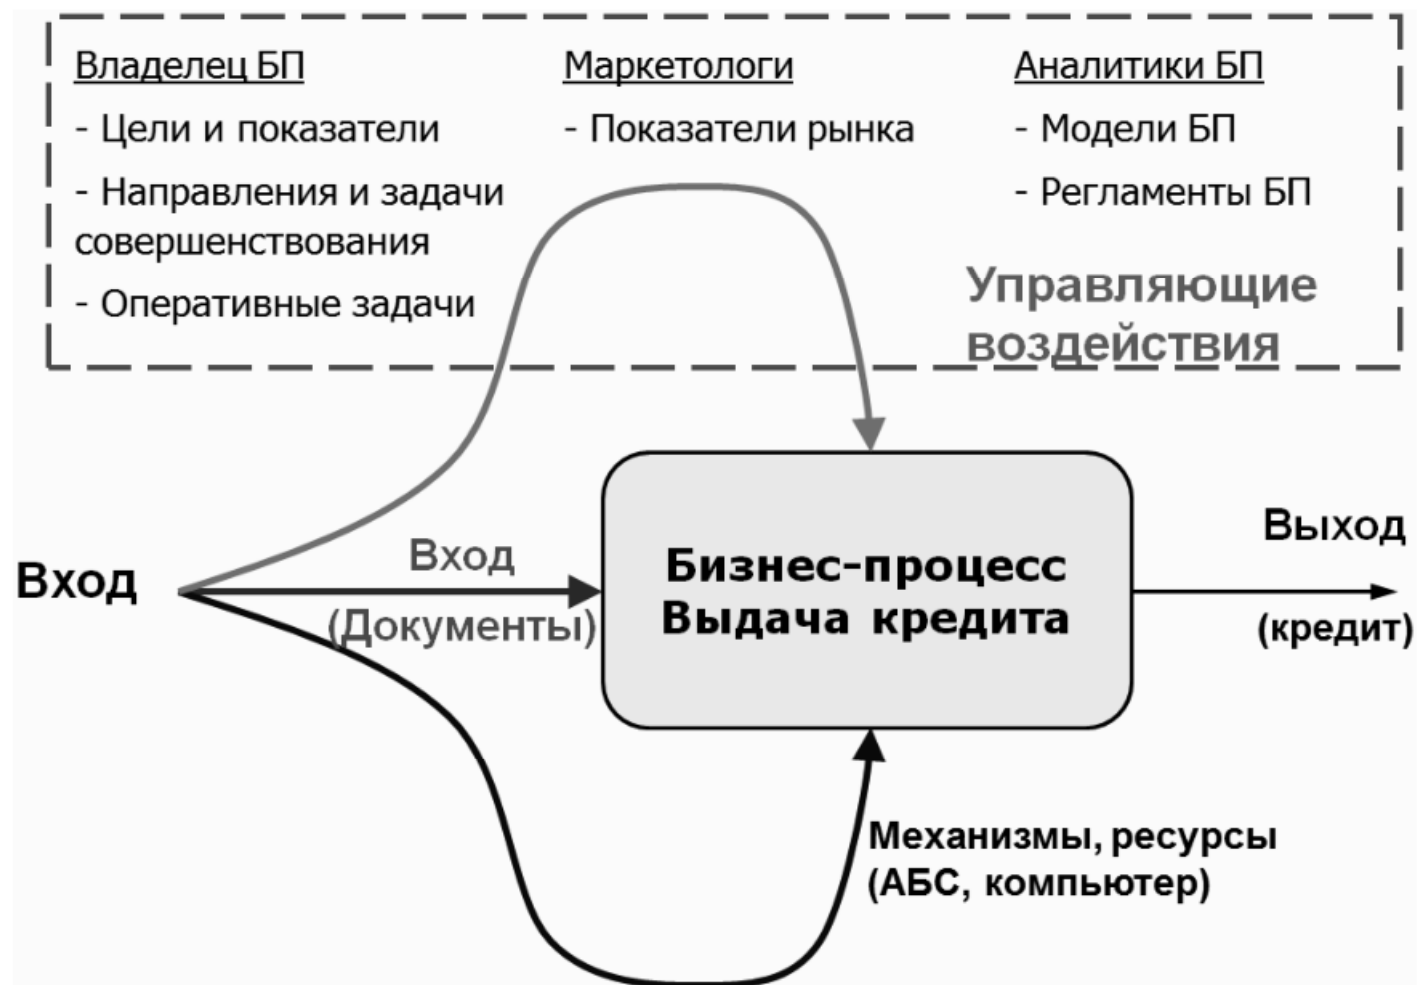 Владелец БП
- Цели и показатели
- Направления и задачи
совершенствования
- Оперативные задачи
Маркетологи
- Показатели рынка
Аналитики БП
- Модели БП
- Регламенты БП
Управляющие
воздействия
Вход
Вход
(Документы)
Бизнес-процесс
Выдача кредита
Выход
(кредит)
Механизмы, ресурсы
(АБС, компьютер)